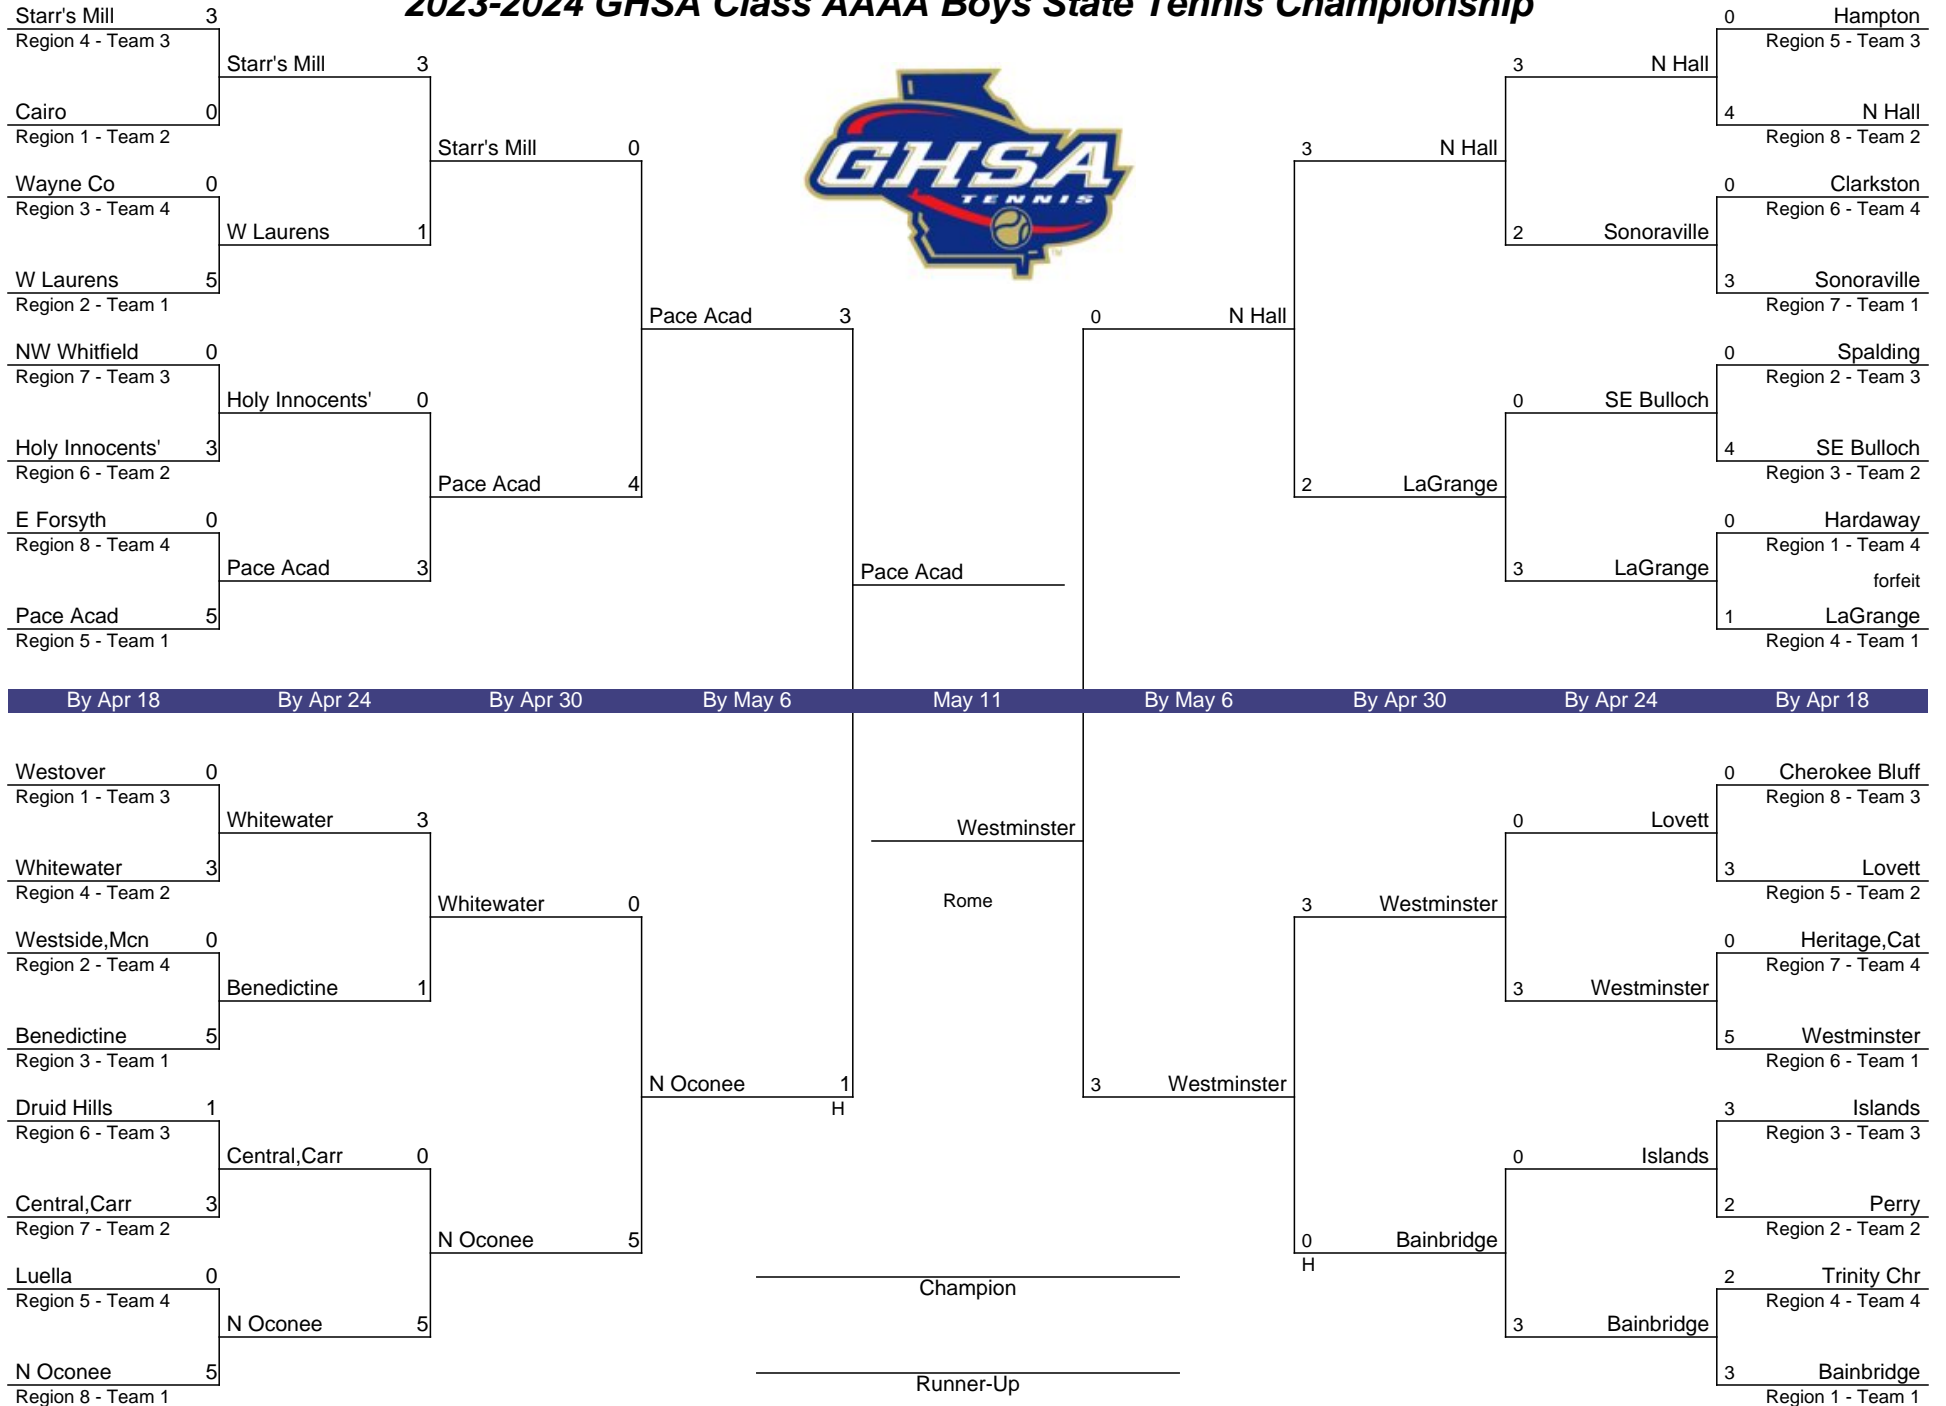 2023-2024 GHSA Class AAAA Boys State Tennis Championship
GHSA
TENNIS
TM
Starr's Mill 3
Region 4 - Team 3
Cairo 0
Region 1 - Team 2
Wayne Co 0
Region 3 - Team 4
W Laurens 5
Region 2 - Team 1
NW Whitfield 0
Region 7 - Team 3
Holy Innocents' 3
Region 6 - Team 2
E Forsyth 0
Region 8 - Team 4
Pace Acad 5
Region 5 - Team 1
Starr's Mill 3
W Laurens 1
Holy Innocents' 0
Pace Acad 3
Starr's Mill 0
Pace Acad 4
Pace Acad 3
Pace Acad
0 N Hall
3 N Hall
2 LaGrange
3 N Hall
2 Sonoraville
0 SE Bulloch
3 LaGrange
0 Hampton
Region 5 - Team 3
4 N Hall
Region 8 - Team 2
0 Clarkston
Region 6 - Team 4
3 Sonoraville
Region 7 - Team 1
0 Spalding
Region 2 - Team 3
4 SE Bulloch
Region 3 - Team 2
0 Hardaway
Region 1 - Team 4
forfeit
1 LaGrange
Region 4 - Team 1
By Apr 18 By Apr 24 By Apr 30 By May 6 May 11 By May 6 By Apr 30 By Apr 24 By Apr 18
Westover 0
Region 1 - Team 3
Whitewater 3
Region 4 - Team 2
Westside,Mcn 0
Region 2 - Team 4
Benedictine 5
Region 3 - Team 1
Druid Hills 1
Region 6 - Team 3
Central,Carr 3
Region 7 - Team 2
Luella 0
Region 5 - Team 4
N Oconee 5
Region 8 - Team 1
Whitewater 3
Benedictine 1
Central,Carr 0
N Oconee 5
Whitewater 0
N Oconee 5
N Oconee 1
H
Westminster
Rome
Champion
Runner-Up
3 Westminster
3 Westminster
0 Bainbridge
H
0 Lovett
3 Westminster
0 Islands
3 Bainbridge
0 Cherokee Bluff
Region 8 - Team 3
3 Lovett
Region 5 - Team 2
0 Heritage,Cat
Region 7 - Team 4
5 Westminster
Region 6 - Team 1
3 Islands
Region 3 - Team 3
2 Perry
Region 2 - Team 2
2 Trinity Chr
Region 4 - Team 4
3 Bainbridge
Region 1 - Team 1